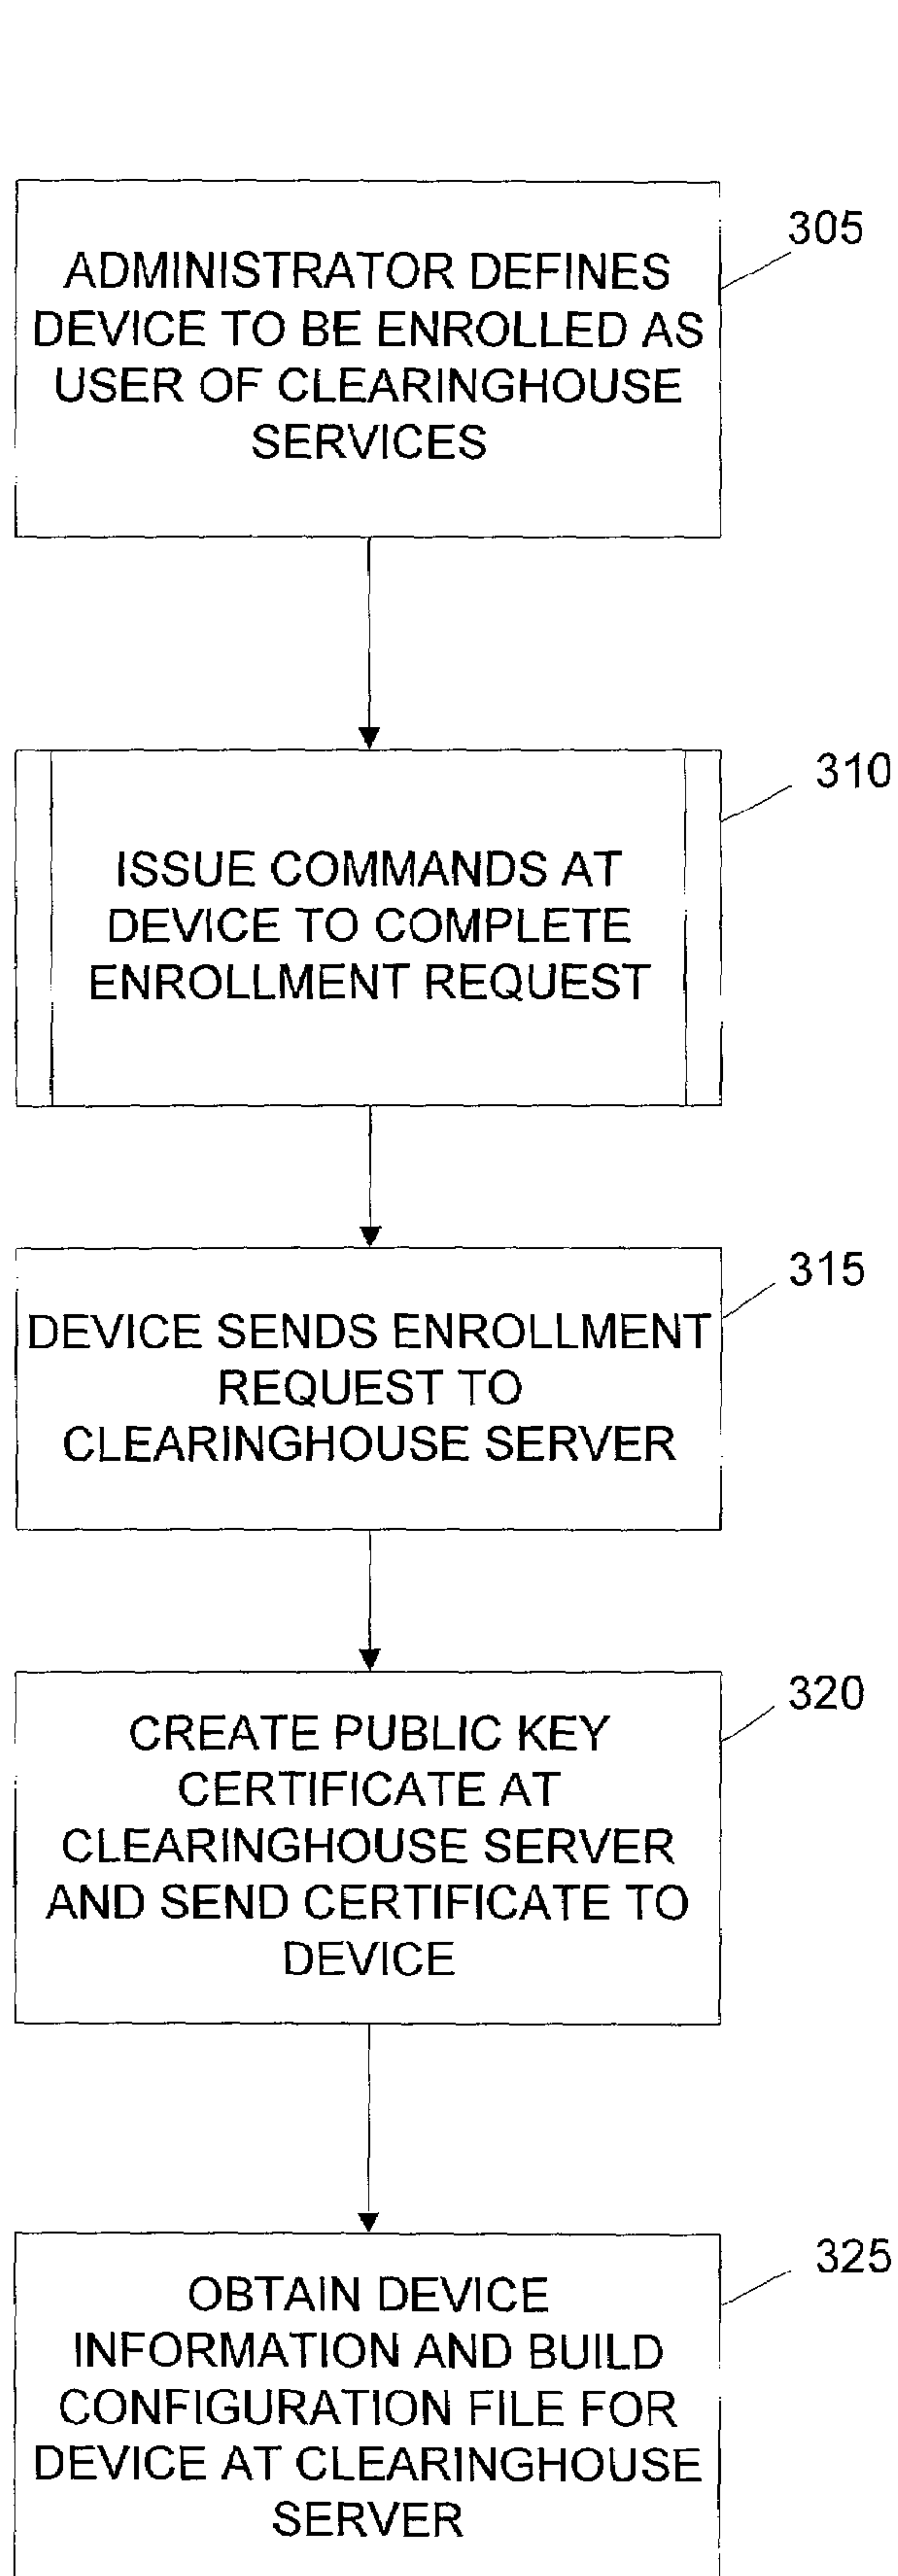 305
ADMINISTRATOR DEFINES
DEVICE TO BE ENROLLED AS
USER OF CLEARINGHOUSE
SERVICES
310
ISSUE COMMANDS AT
DEVICE TO COMPLETE
ENROLLMENT REQUEST
315
DEVICE SENDS ENROLLMENT
REQUEST TO
CLEARINGHOUSE SERVER
320
CREATE PUBLIC KEY
CERTIFICATE AT
CLEARINGHOUSE SERVER
AND SEND CERTIFICATE TO
DEVICE
325
OBTAIN DEVICE
INFORMATION AND BUILD
CONFIGURATION FILE FOR
DEVICE AT CLEARINGHOUSE
SERVER